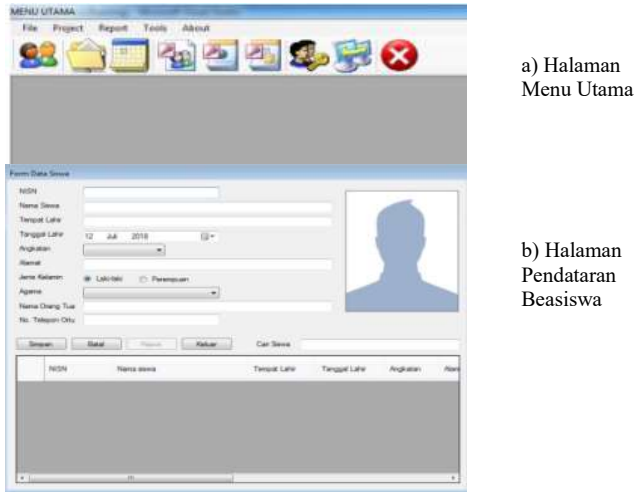 MENU UTAMA
File Project Report Tools About
a) Halaman
Menu Utama
Form Data Siswa
NISN
Nama Siswa
Tempat Lahir
Tanggal Lahir 12 Juli 2018
Angkatan
Alamat
Jenis Kelamin Laki-laki Perempuan
Agama
Nama Orang Tua
No. Telepon Ortu
b) Halaman
Pendataran
Beasiswa
Simpan Batal Hapus Keluar Cari Siswa
NISN Nama siswa Tempat Lahir Tanggal Lahir Angkatan Alam